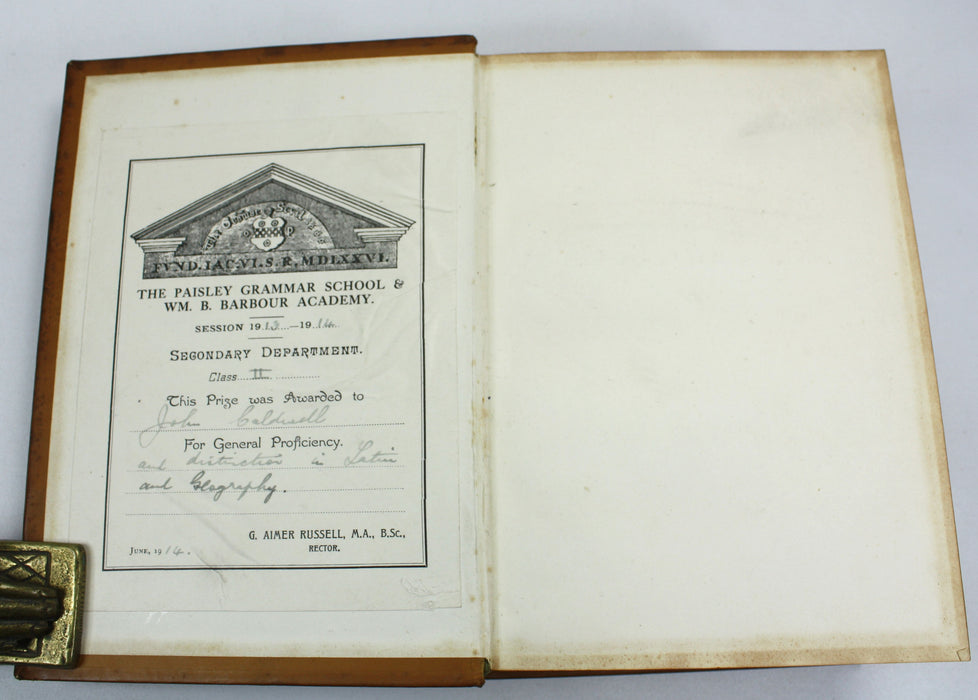 FVND. IAC. VI. S. R. MDLXXVI.
THE PAISLEY GRAMMAR SCHOOL &
WM. B. BARBOUR ACADEMY.
SESSION 1913—1914
SECONDARY DEPARTMENT.
Class II
This Prize was Awarded to
John Caldwell
For General Proficiency.
and distinction in Latin
and Geography.
G. AIMER RUSSELL, M.A., B.Sc.,
RECTOR.
JUNE, 1914.